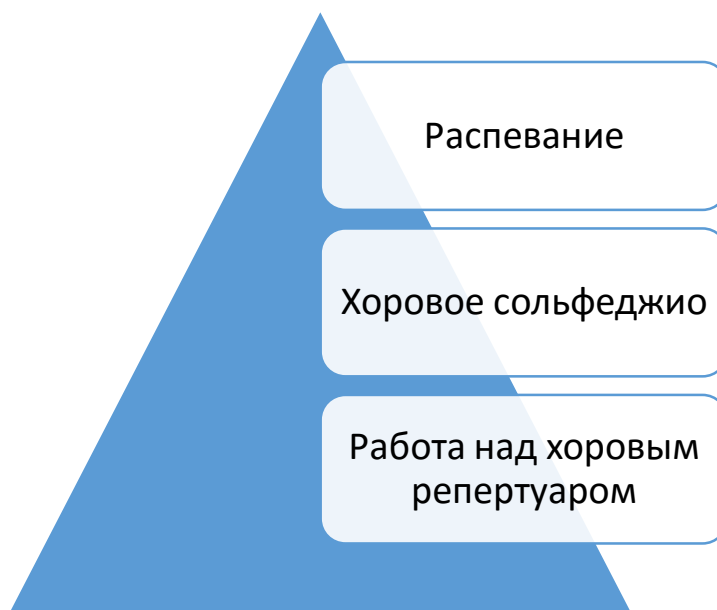 Распевание
Хоровое сольфеджио
Работа над хоровым
репертуаром